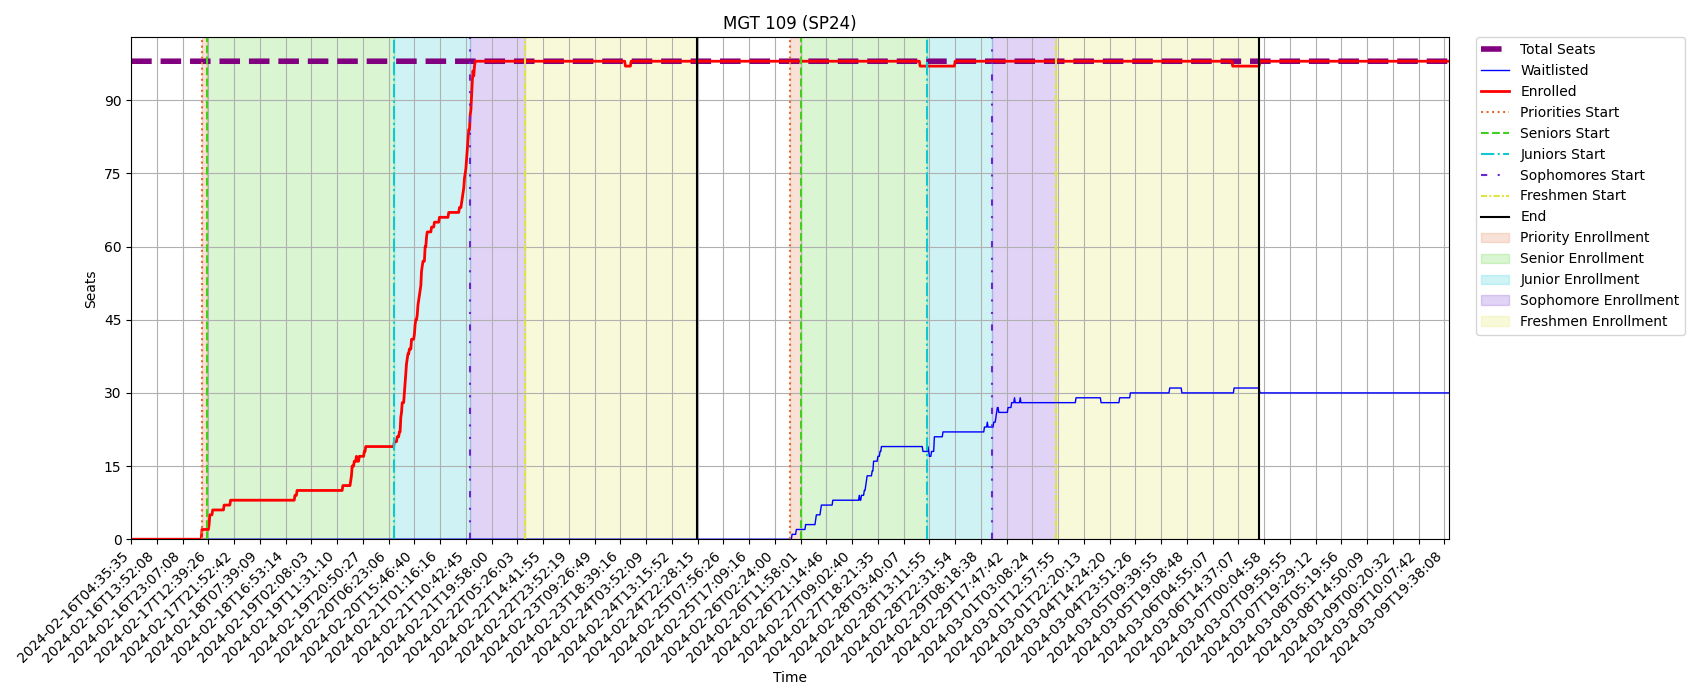 MGT 109 (SP24)
Total Seats
Waitlisted
Enrolled
Priorities Start
Seniors Start
Juniors Start
Sophomores Start
Freshmen Start
End
Priority Enrollment
Senior Enrollment
Junior Enrollment
Sophomore Enrollment
Freshmen Enrollment
Seats
90
75
60
45
30
15
0
2024-02-16T04:35:35
2024-02-16T13:52:08
2024-02-16T23:07:08
2024-02-17T12:39:26
2024-02-17T21:52:42
2024-02-18T07:39:09
2024-02-18T16:53:14
2024-02-19T02:08:03
2024-02-19T11:31:10
2024-02-19T20:50:27
2024-02-20T06:23:06
2024-02-20T15:46:40
2024-02-21T01:16:16
2024-02-21T10:42:45
2024-02-21T19:58:00
2024-02-22T05:26:03
2024-02-22T14:41:55
2024-02-22T23:52:19
2024-02-23T09:26:49
2024-02-23T18:39:16
2024-02-24T03:52:09
2024-02-24T13:15:52
2024-02-24T22:28:15
2024-02-25T07:56:26
2024-02-25T17:09:16
2024-02-26T02:24:00
2024-02-26T11:58:01
2024-02-26T21:14:46
2024-02-27T09:02:40
2024-02-27T18:21:35
2024-02-28T03:40:07
2024-02-28T13:11:55
2024-02-28T22:31:54
2024-02-29T08:18:38
2024-02-29T17:47:42
2024-03-01T03:08:24
2024-03-01T12:57:55
2024-03-01T22:20:13
2024-03-04T14:24:20
2024-03-04T23:51:26
2024-03-05T09:39:55
2024-03-05T19:08:48
2024-03-06T04:55:07
2024-03-06T14:37:07
2024-03-07T00:04:58
2024-03-07T09:59:55
2024-03-07T19:29:12
2024-03-08T05:19:56
2024-03-08T14:50:09
2024-03-09T00:20:32
2024-03-09T10:07:42
2024-03-09T19:38:08
Time